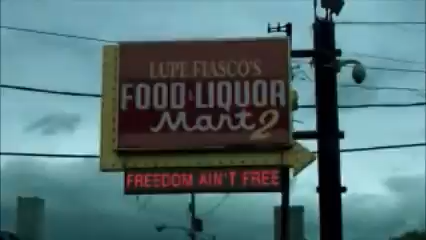 LUPE FIASCO'S
FOOD & LIQUOR
Mart 2
FREEDOM AIN'T FREE